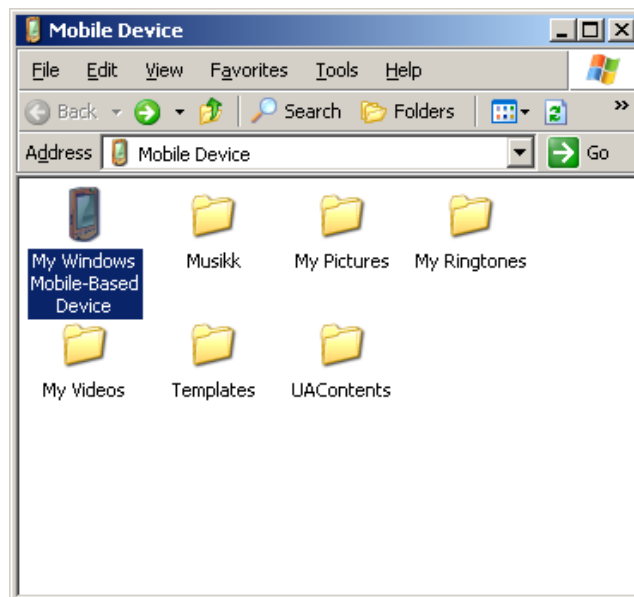 Mobile Device
File Edit View Favorites Tools Help
Back Search Folders »
Address Mobile Device Go
My Windows
Mobile-Based
Device
Musikk
My Pictures
My Ringtones
My Videos
Templates
UAContents